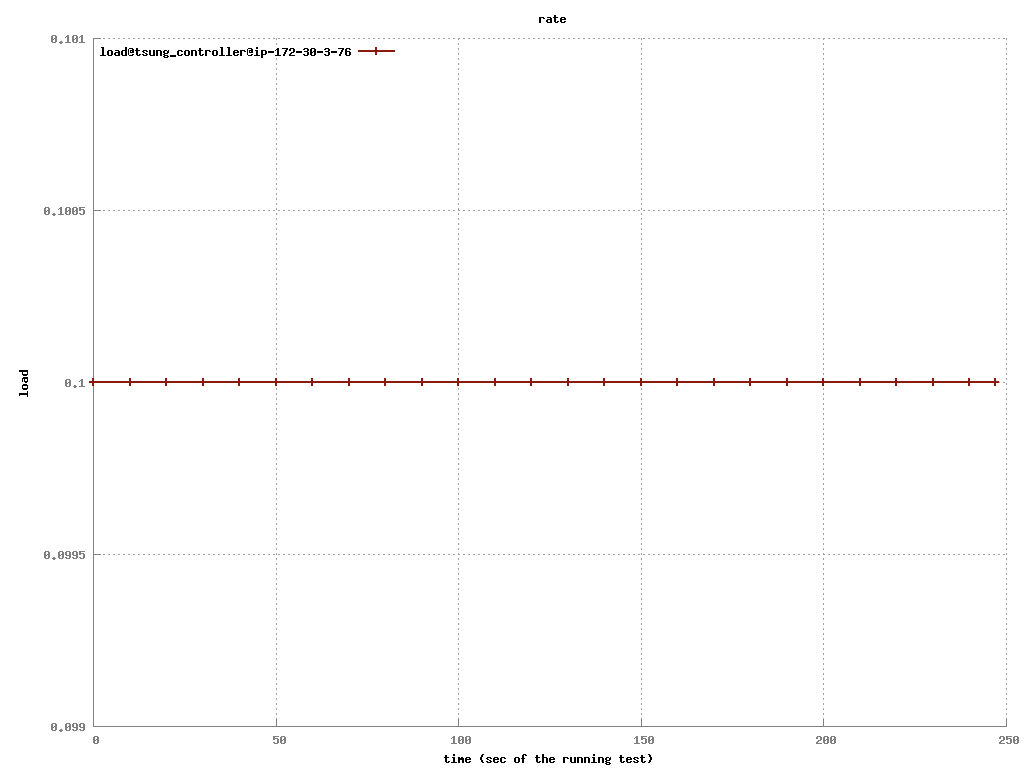 rate
0.101
load@tsung_controller@ip-172-30-3-76
0.1005
load
0.1
0.0995
0.099
0 50 100 150 200 250
time (sec of the running test)